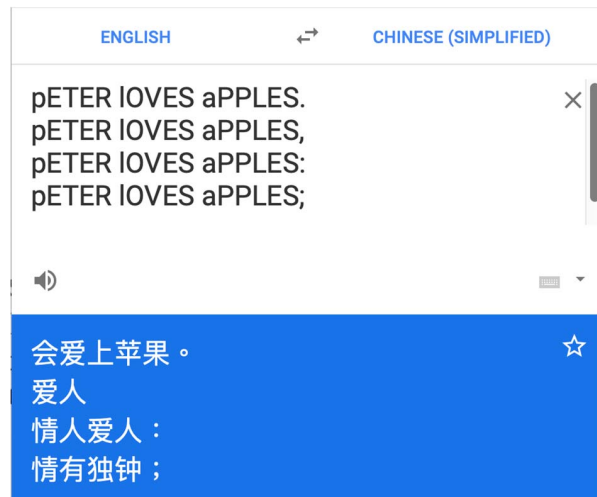 ENGLISH CHINESE (SIMPLIFIED)
pETER lOVES aPPLES.
pETER lOVES aPPLES,
pETER lOVES aPPLES:
pETER lOVES aPPLES;
会爱上苹果。
爱人
情人爱人：
情有独钟；